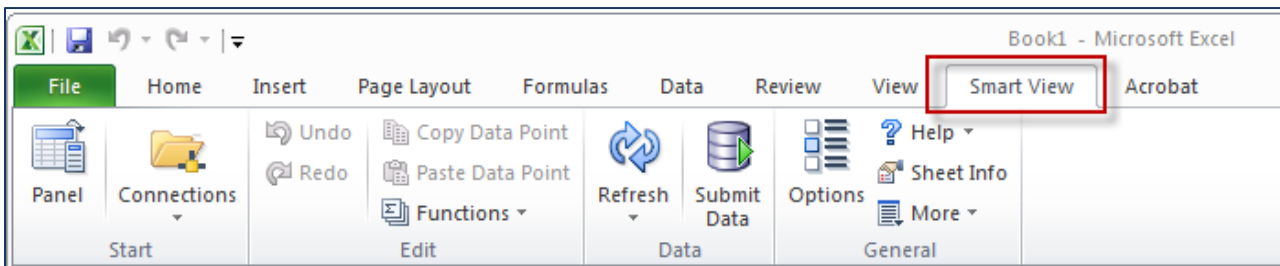 Book1 - Microsoft Excel
File Home Insert Page Layout Formulas Data Review View Smart View Acrobat
Undo Copy Data Point Help
Redo Paste Data Point Sheet Info
Panel Connections Functions Refresh Submit Data Options More
Start Edit Data General